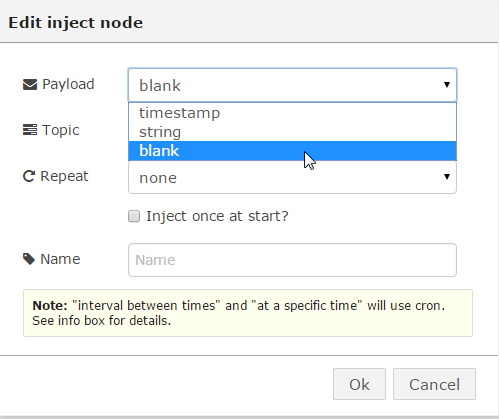 Edit inject node
Payload blank
timestamp
Topic string
blank
Repeat none
Inject once at start?
Name Name
Note: "interval between times" and "at a specific time" will use cron.
See info box for details.
Ok Cancel